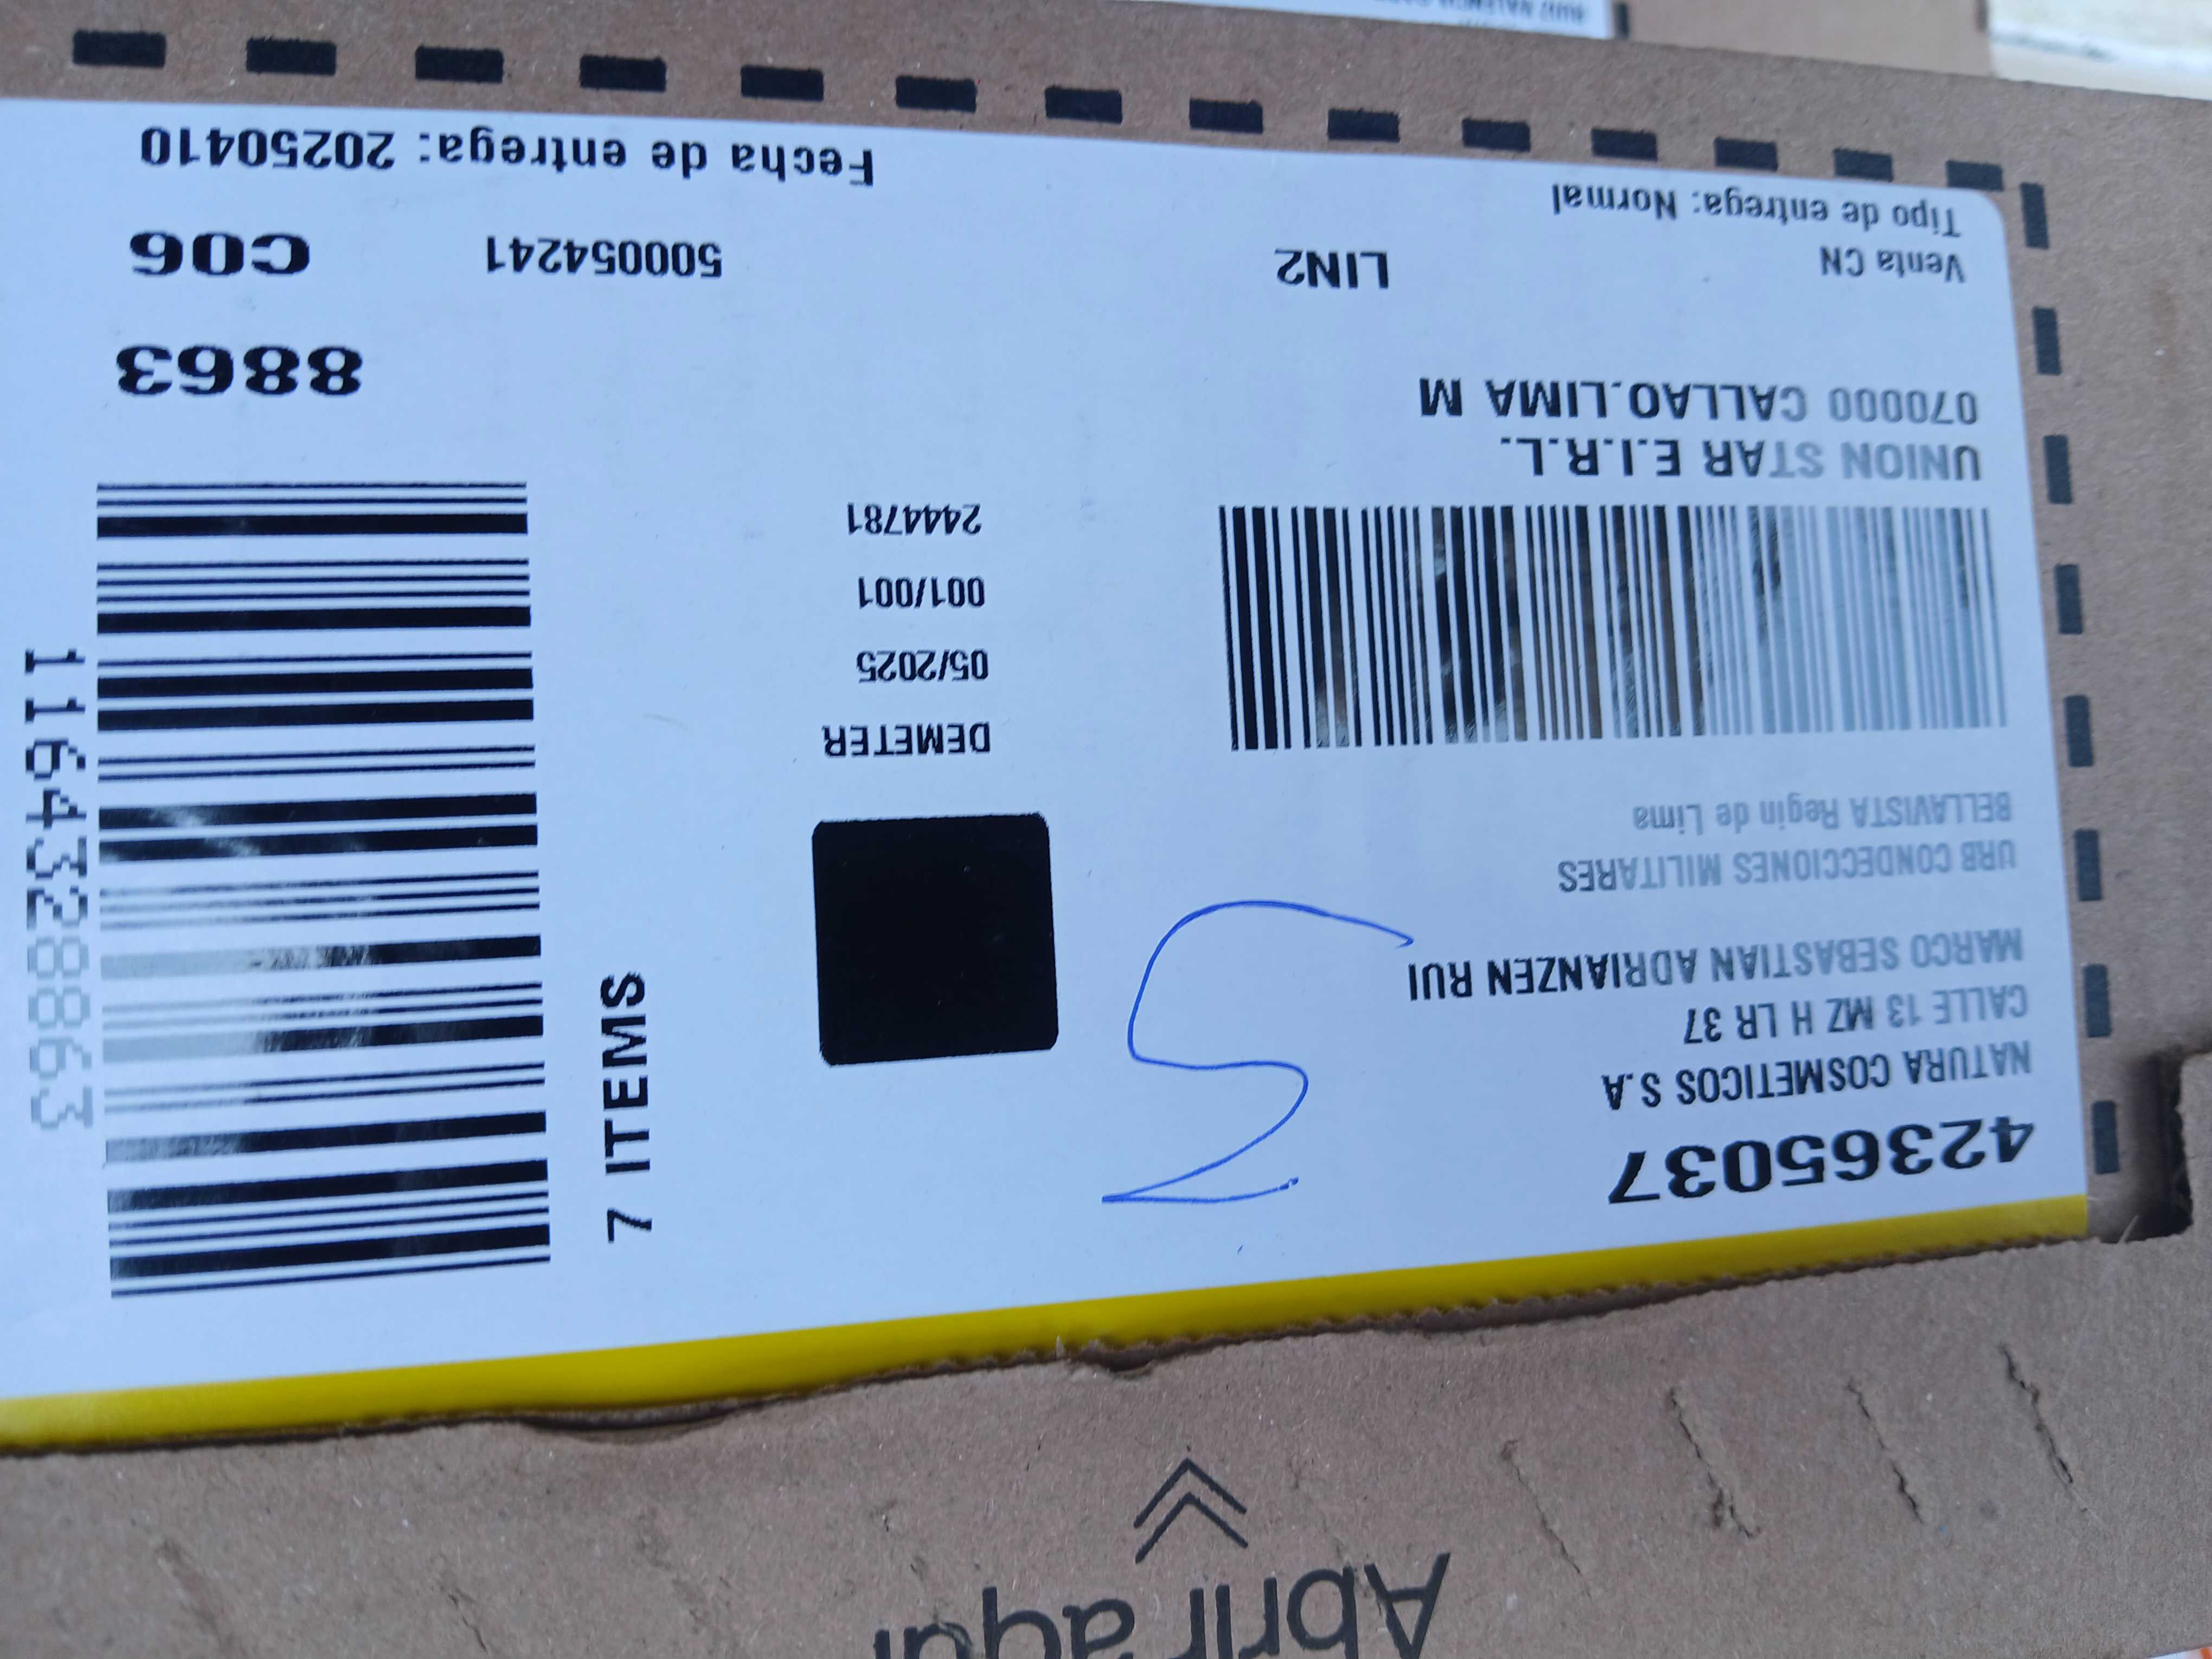 42365037
NATURA COSMETICOS S.A
CALLE 13 MZ H LR 37
MARCO SEBASTIAN ADRIANZEN RUI
URB CONDECCIONES MILITARES
BELLAVISTA Regin de Lima
UNION STAR E.I.R.L.
070000 CALLAO.LIMA M
Venta CN
LIN2
Tipo de entrega: Normal
5
DEMETER
05/2025
001/001
2444781
7 ITEMS
11643288863
8863
500054241
C06
Fecha de entrega: 20250410
Abrir aquí